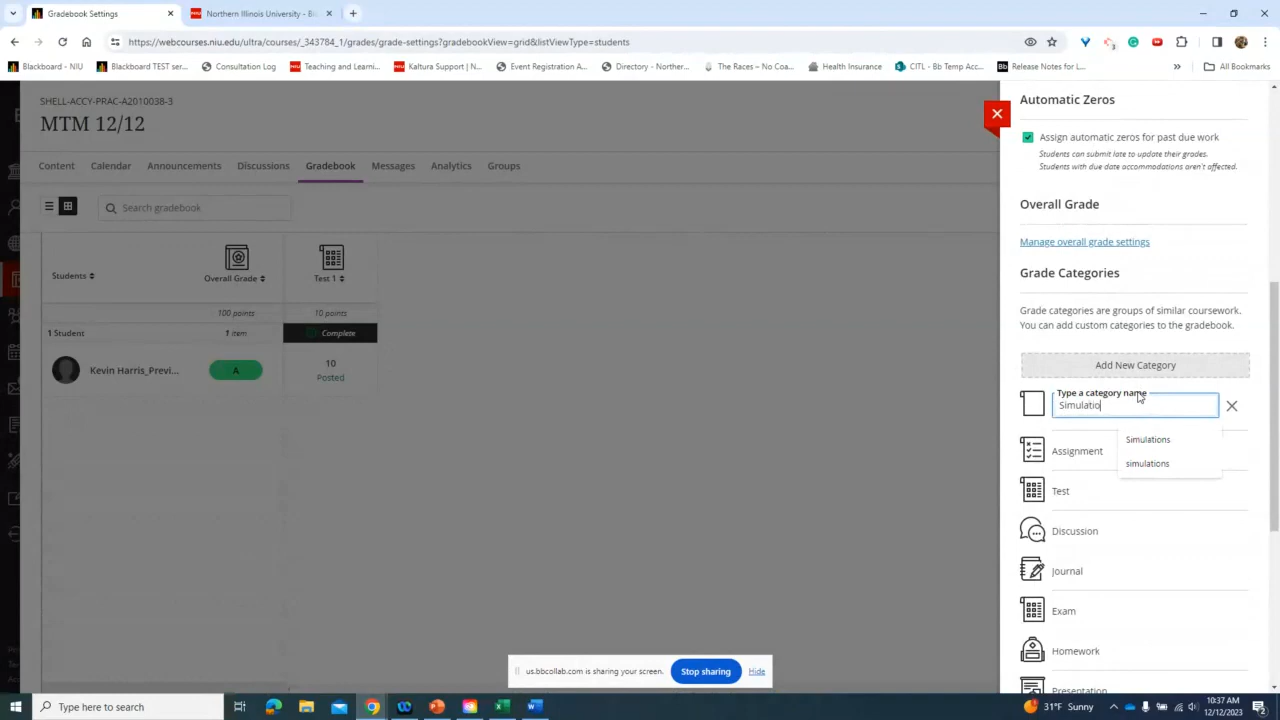 Gradebook Settings
Northern Illinois University - Bl
https://webcourses.niu.edu/ultra/courses/_343784_1/grades/grade-settings?gradebookView=grid&listViewType=students
Blackboard - NIU
Blackboard TEST ser...
Consultation Log
Teaching and Learni...
Kaltura Support | N...
Event Registration A...
Directory - Norther...
The Races – No Coa...
Health Insurance
CITL - Bb Temp Acc...
Release Notes for L...
»
All Bookmarks
SHELL-ACCY-PRAC-A2010038-3
MTM 12/12
Content
Calendar
Announcements
Discussions
Gradebook
Messages
Analytics
Groups
Search gradebook
Students
Overall Grade
Test 1
100 points
10 points
1 Student
1 item
Complete
Kevin Harris_Previ...
A
10
Posted
Automatic Zeros
Assign automatic zeros for past due work
Students can submit late to update their grades.
Students with due date accommodations aren't affected.
Overall Grade
Manage overall grade settings
Grade Categories
Grade categories are groups of similar coursework.
You can add custom categories to the gradebook.
Add New Category
Type a category name
Simulatio
Simulations
simulations
Assignment
Test
Discussion
Journal
Exam
Homework
Presentation
us.bbcollab.com is sharing your screen.
Stop sharing
Hide
Type here to search
31°F Sunny
10:37 AM
12/12/2023
2